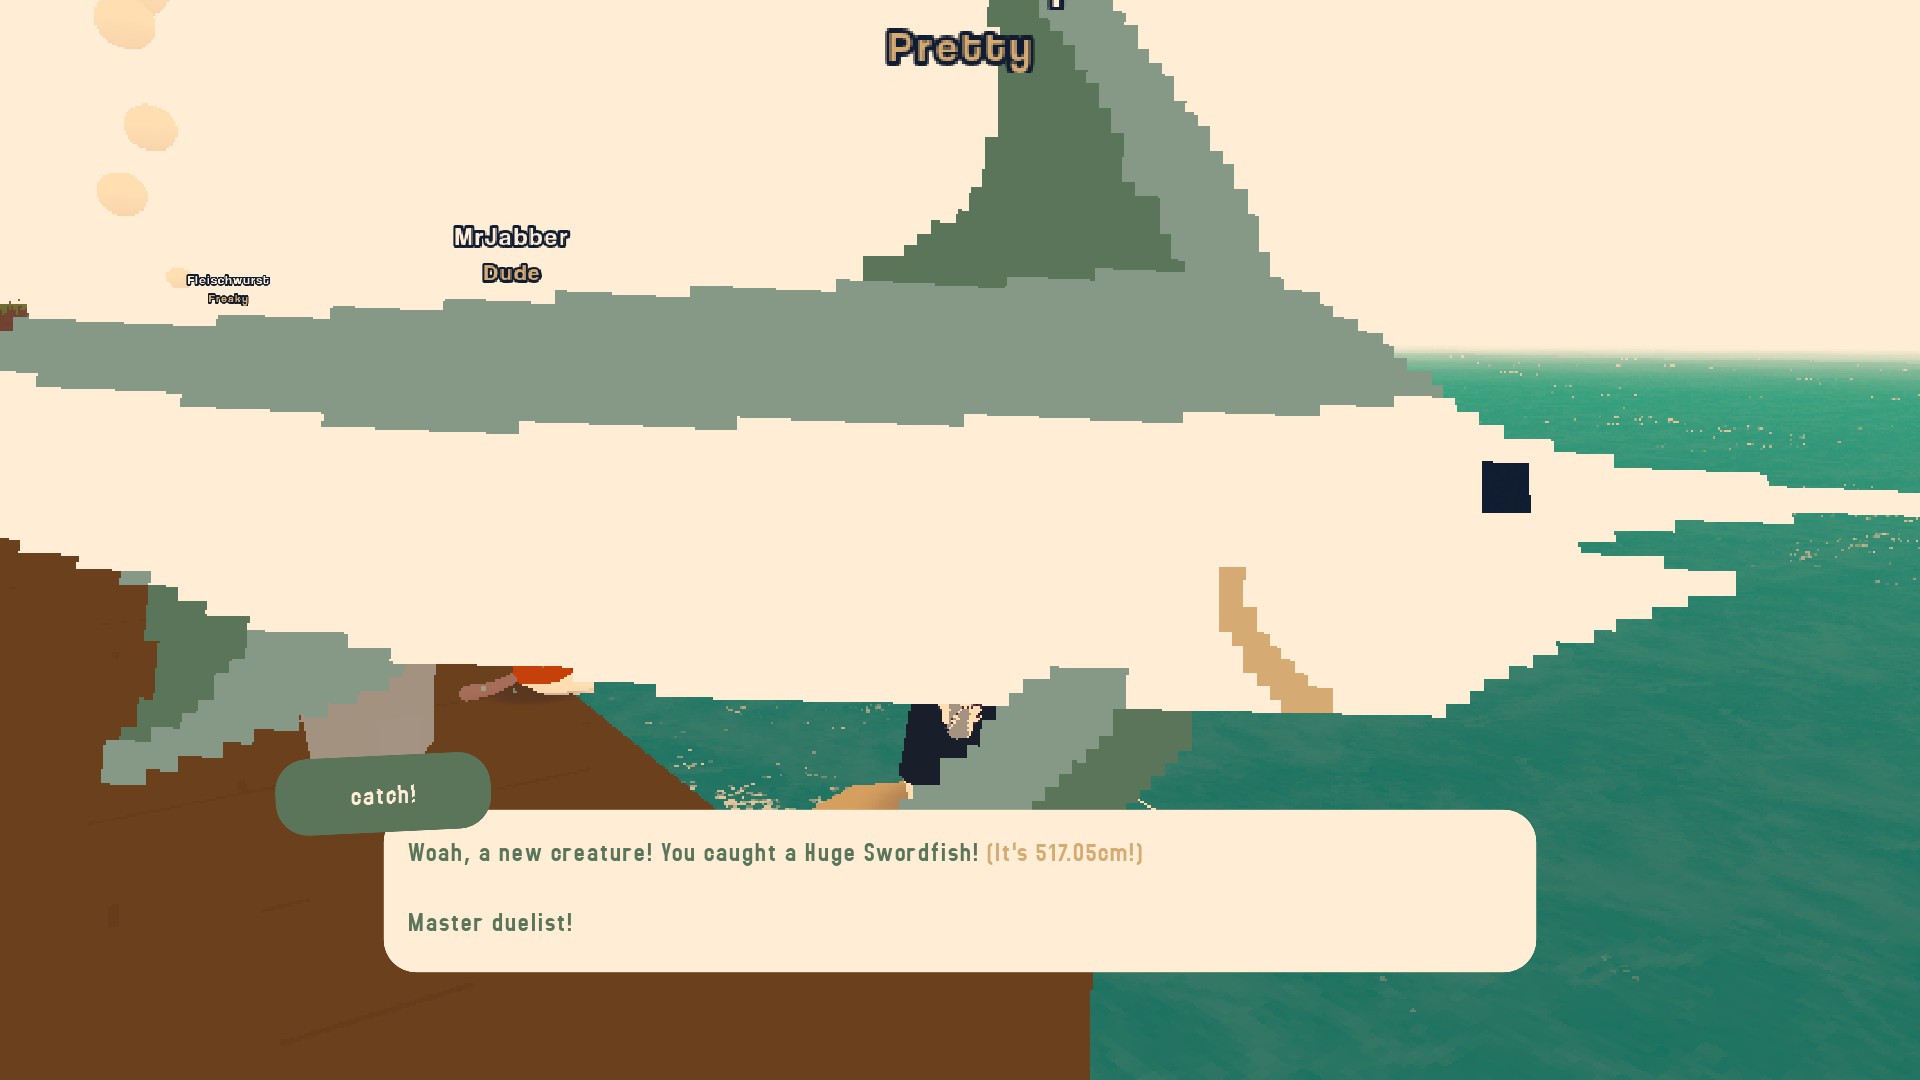 Pretty
MrJabber
Dude
Fleischwurst
Freaky
catch!
Woah, a new creature! You caught a Huge Swordfish! (It's 517.05cm!)
Master duelist!